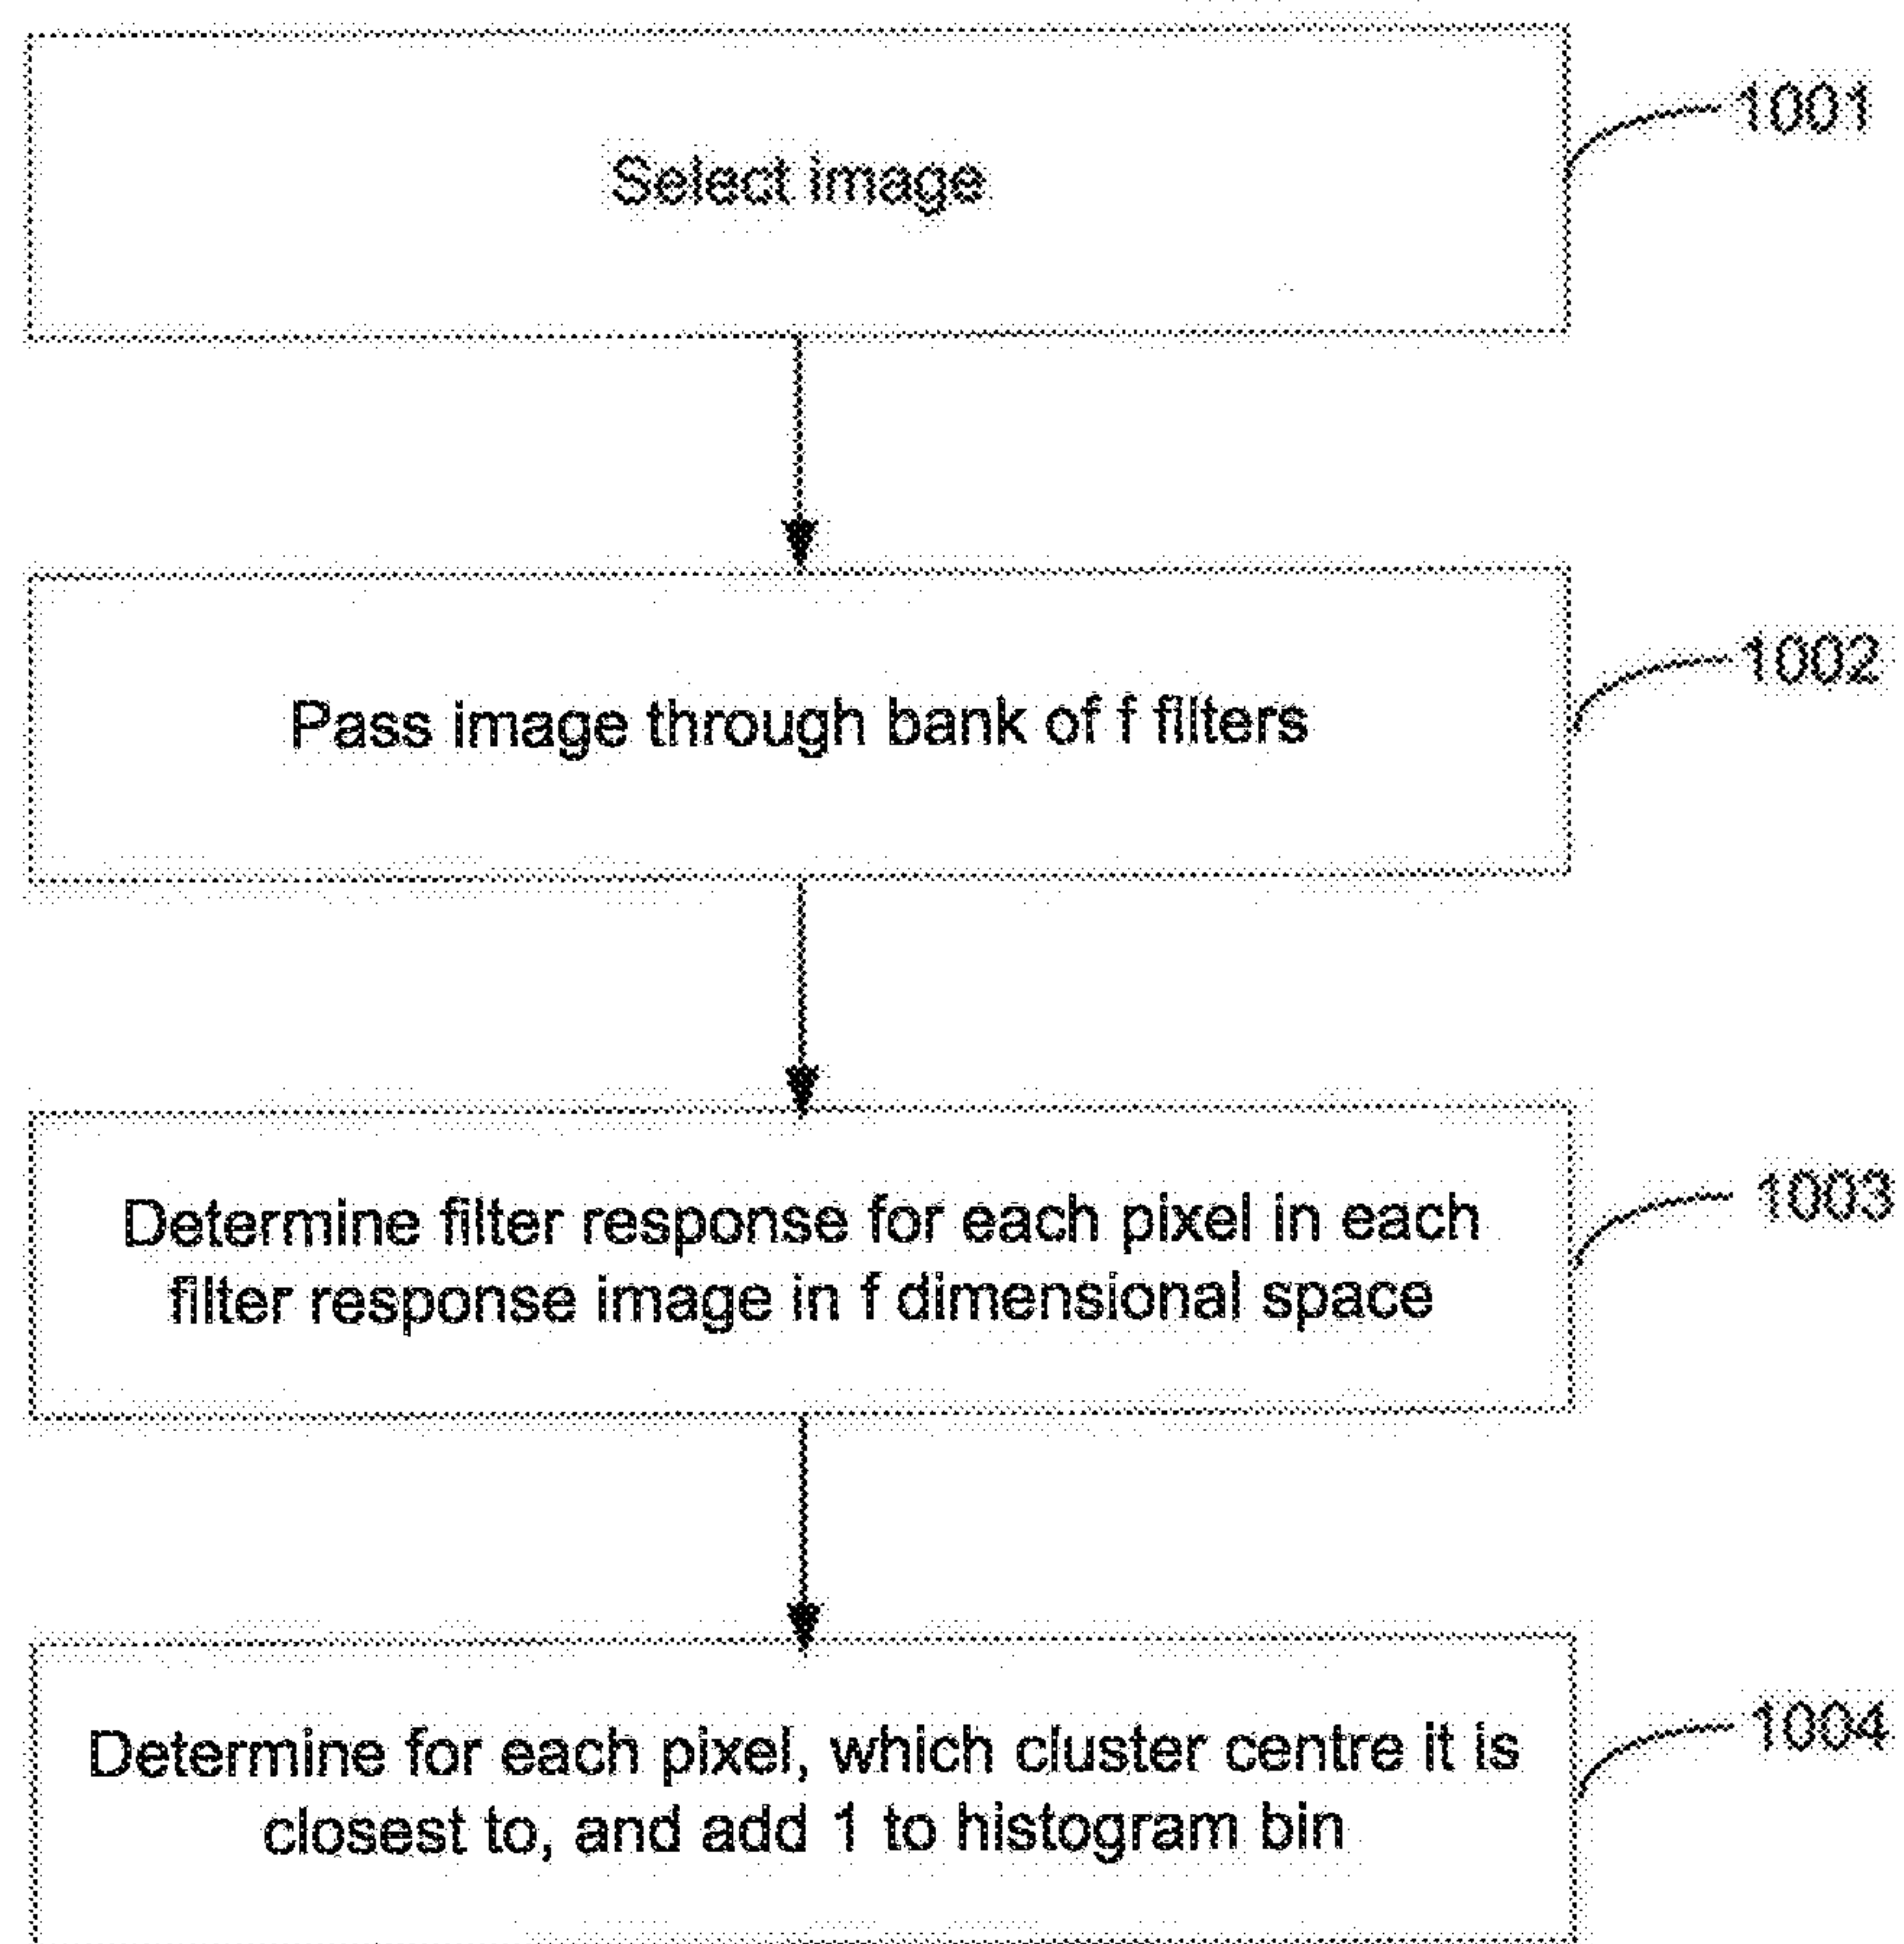 Select image
1001
Pass image through bank of f filters
1002
Determine filter response for each pixel in each
filter response image in f dimensional space
1003
Determine for each pixel, which cluster centre it is
closest to, and add 1 to histogram bin
1004